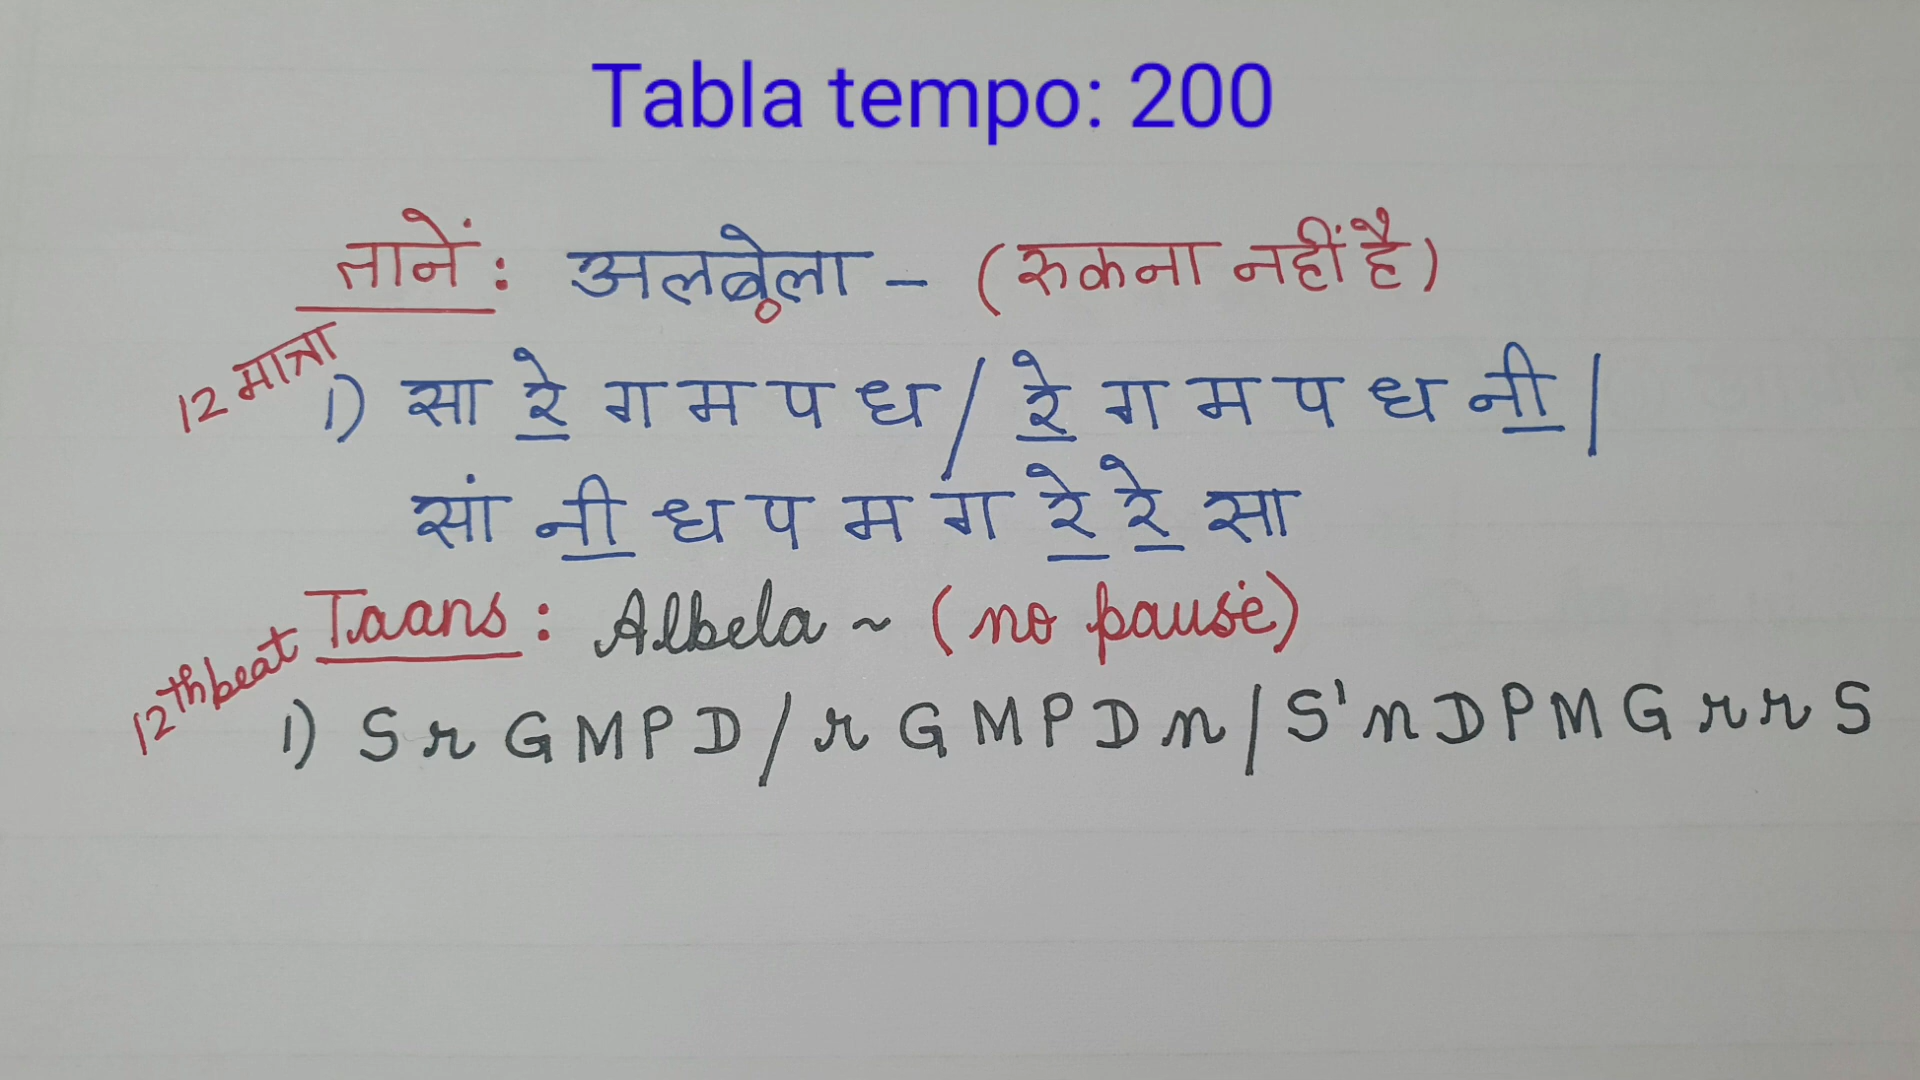 Tabla tempo: 200
तानें: अलबेला - (रुकना नहीं है)
12 मात्रा
1) सा रे॒ ग म प ध / रे॒ ग म प ध नी॒ |
सां नी॒ ध प म ग रे॒ रे॒ सा
Taans: Albela ~ (no pause)
12th beat
1) S r G M P D / r G M P D n / S' n D P M G r r S